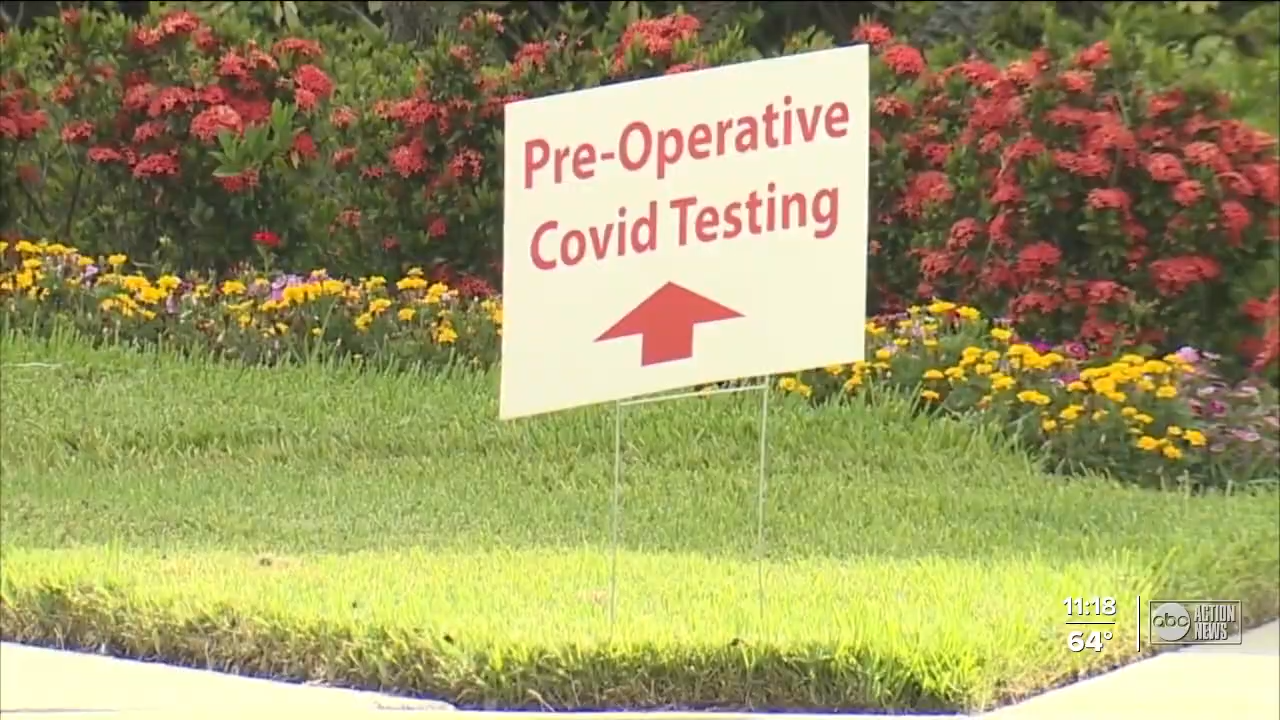 Pre-Operative
Covid Testing
11:18
64°
abc
ACTION
NEWS